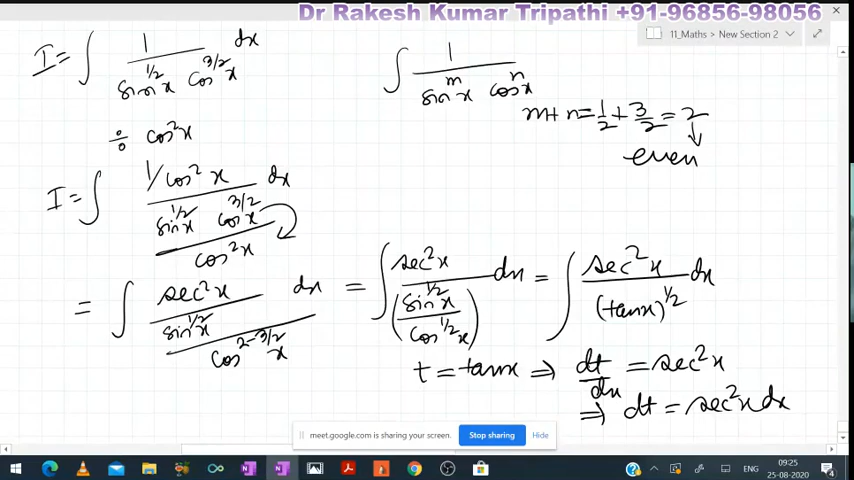 Dr Rakesh Kumar Tripathi +91-96856-98056
11_Maths > New Section 2
I = ∫ 1/(sin^{1/2}x cos^{3/2}x) dx
∫ 1/(sin^m x cos^n x)
m+n = 1/2 + 3/2 = 2
↓
even
÷ cos²x
I = ∫ (1/cos²x)/((sin^{1/2}x cos^{3/2}x)/(cos²x)) dx
= ∫ sec²x/((sin^{1/2}x)/(cos^{2-3/2}x)) dx = ∫ sec²x/((sin^{1/2}x)/(cos^{1/2}x)) dx = ∫ sec²x/(tanx)^{1/2} dx
t = tanx ⇒ dt/dx = sec²x
⇒ dt = sec²x dx
meet.google.com is sharing your screen. Stop sharing Hide
ENG
09:25
25-08-2020